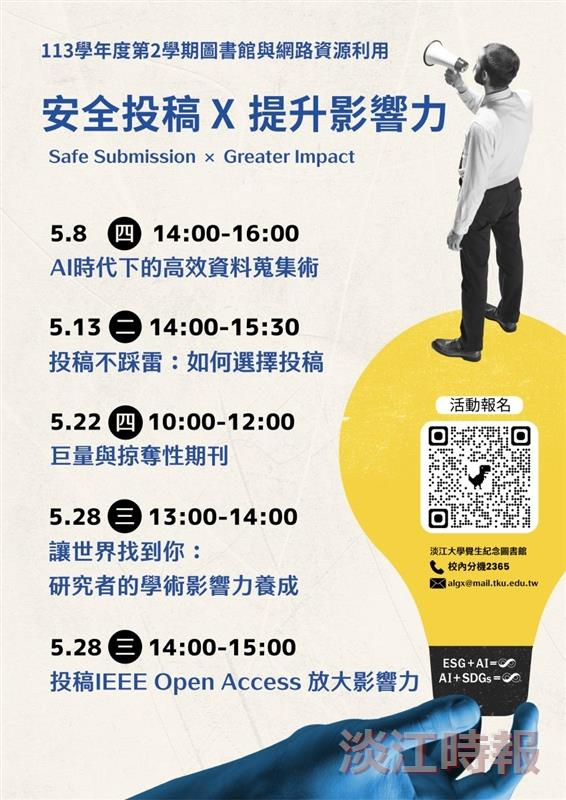 113學年度第2學期圖書館與網路資源利用
安全投稿 X 提升影響力
Safe Submission × Greater Impact
5.8 四 14:00-16:00
AI時代下的高效資料蒐集術
5.13 二 14:00-15:30
投稿不踩雷：如何選擇投稿
5.22 四 10:00-12:00
巨量與掠奪性期刊
5.28 三 13:00-14:00
讓世界找到你：
研究者的學術影響力養成
5.28 三 14:00-15:00
投稿IEEE Open Access 放大影響力
活動報名
淡江大學覺生紀念圖書館
校內分機2365
algx@mail.tku.edu.tw
ESG+AI=∞
AI+SDGs=∞
淡江時報